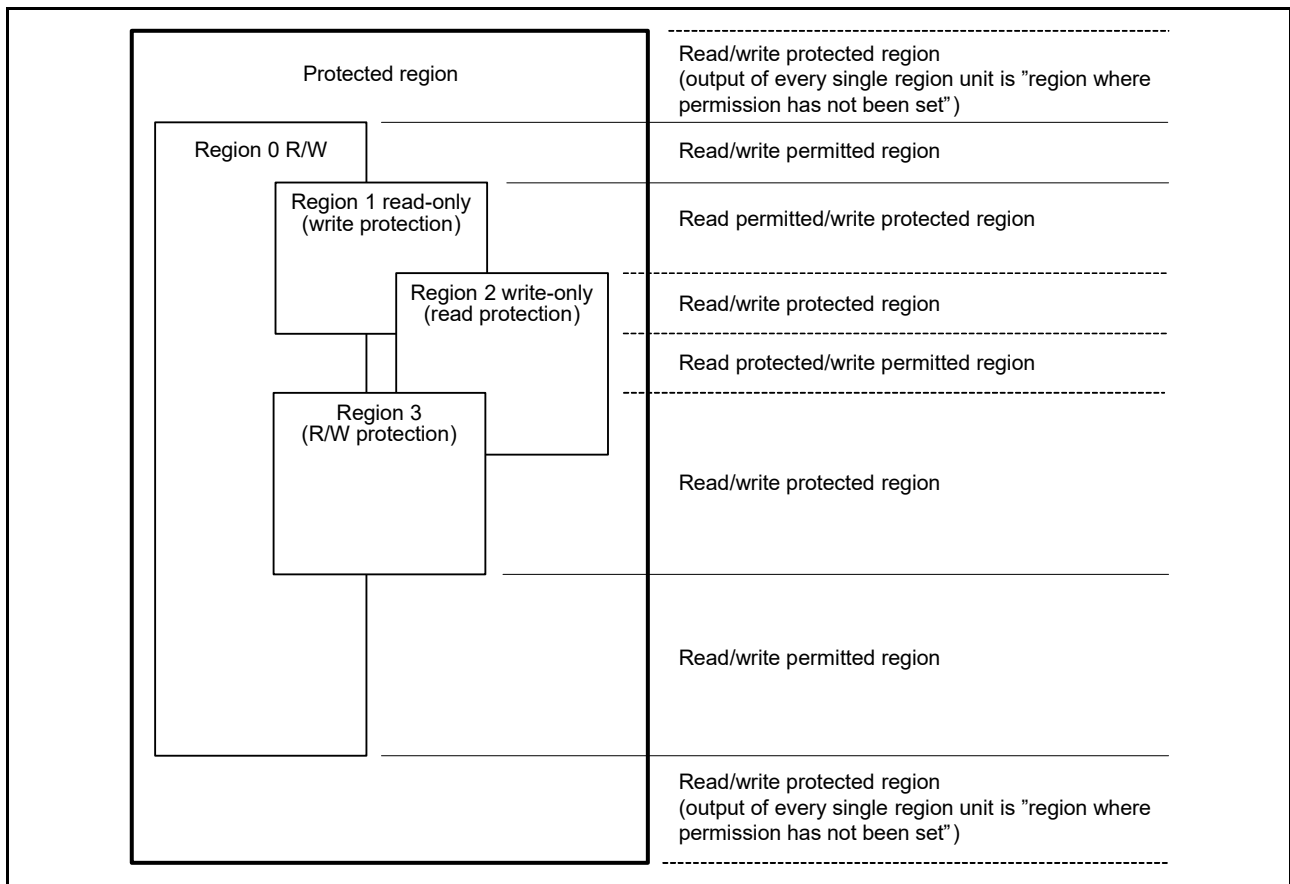 Protected region
Read/write protected region
(output of every single region unit is ”region where
permission has not been set”)
Region 0 R/W
Read/write permitted region
Region 1 read-only
(write protection)
Read permitted/write protected region
Region 2 write-only
(read protection)
Read/write protected region
Read protected/write permitted region
Region 3
(R/W protection)
Read/write protected region
Read/write permitted region
Read/write protected region
(output of every single region unit is ”region where
permission has not been set”)